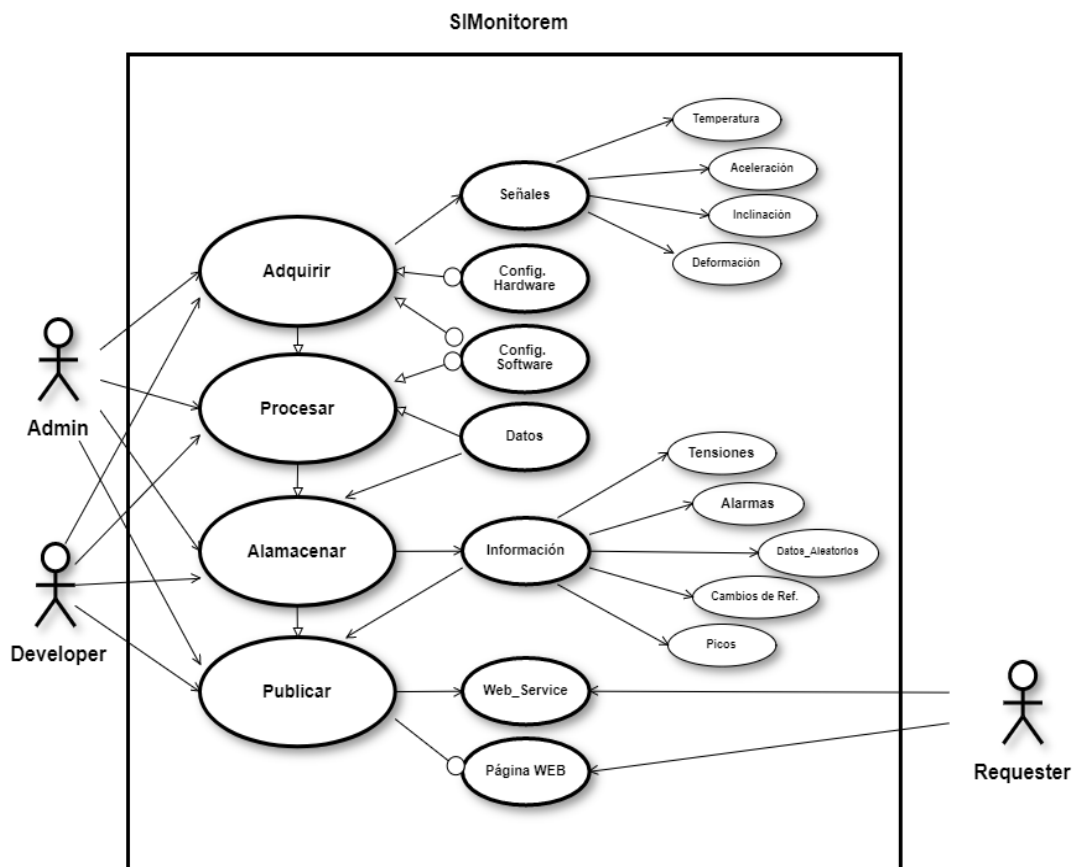 SIMonitorem
Temperatura
Señales
Aceleración
Inclinación
Adquirir
Deformación
Config.
Hardware
Config.
Software
Admin
Procesar
Datos
Tensiones
Alarmas
Alamacenar
Información
Datos_Aleatorios
Cambios de Ref.
Developer
Picos
Publicar
Web_Service
Página WEB
Requester